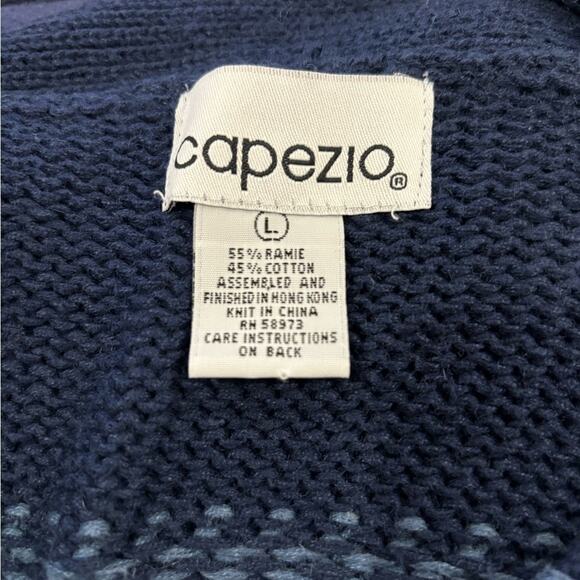 capezio®
L
55% RAMIE
45% COTTON
ASSEMBLED AND
FINISHED IN HONG KONG
KNIT IN CHINA
RN 58973
CARE INSTRUCTIONS
ON BACK